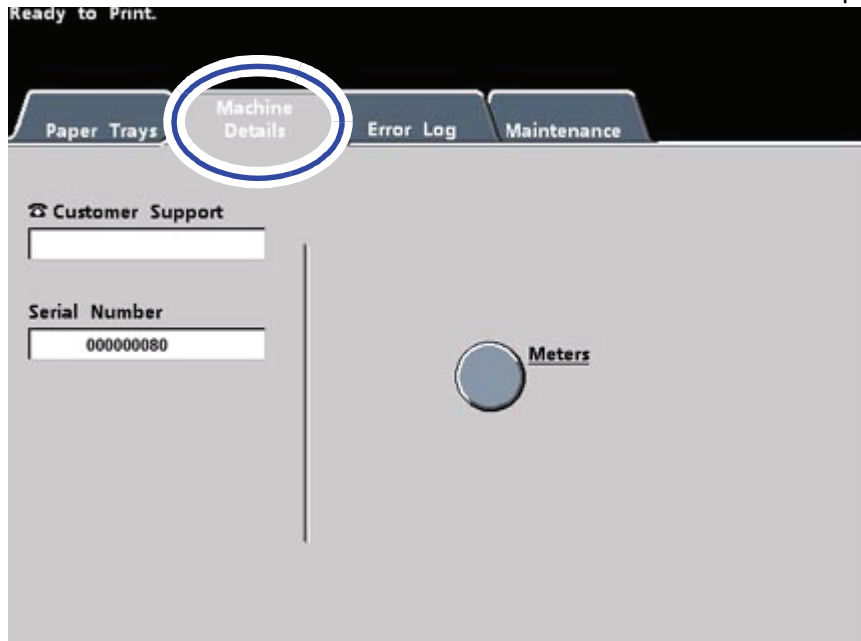 Ready to Print.
Paper Trays
Machine
Details
Error Log
Maintenance
☎ Customer Support
Serial Number
000000080
Meters